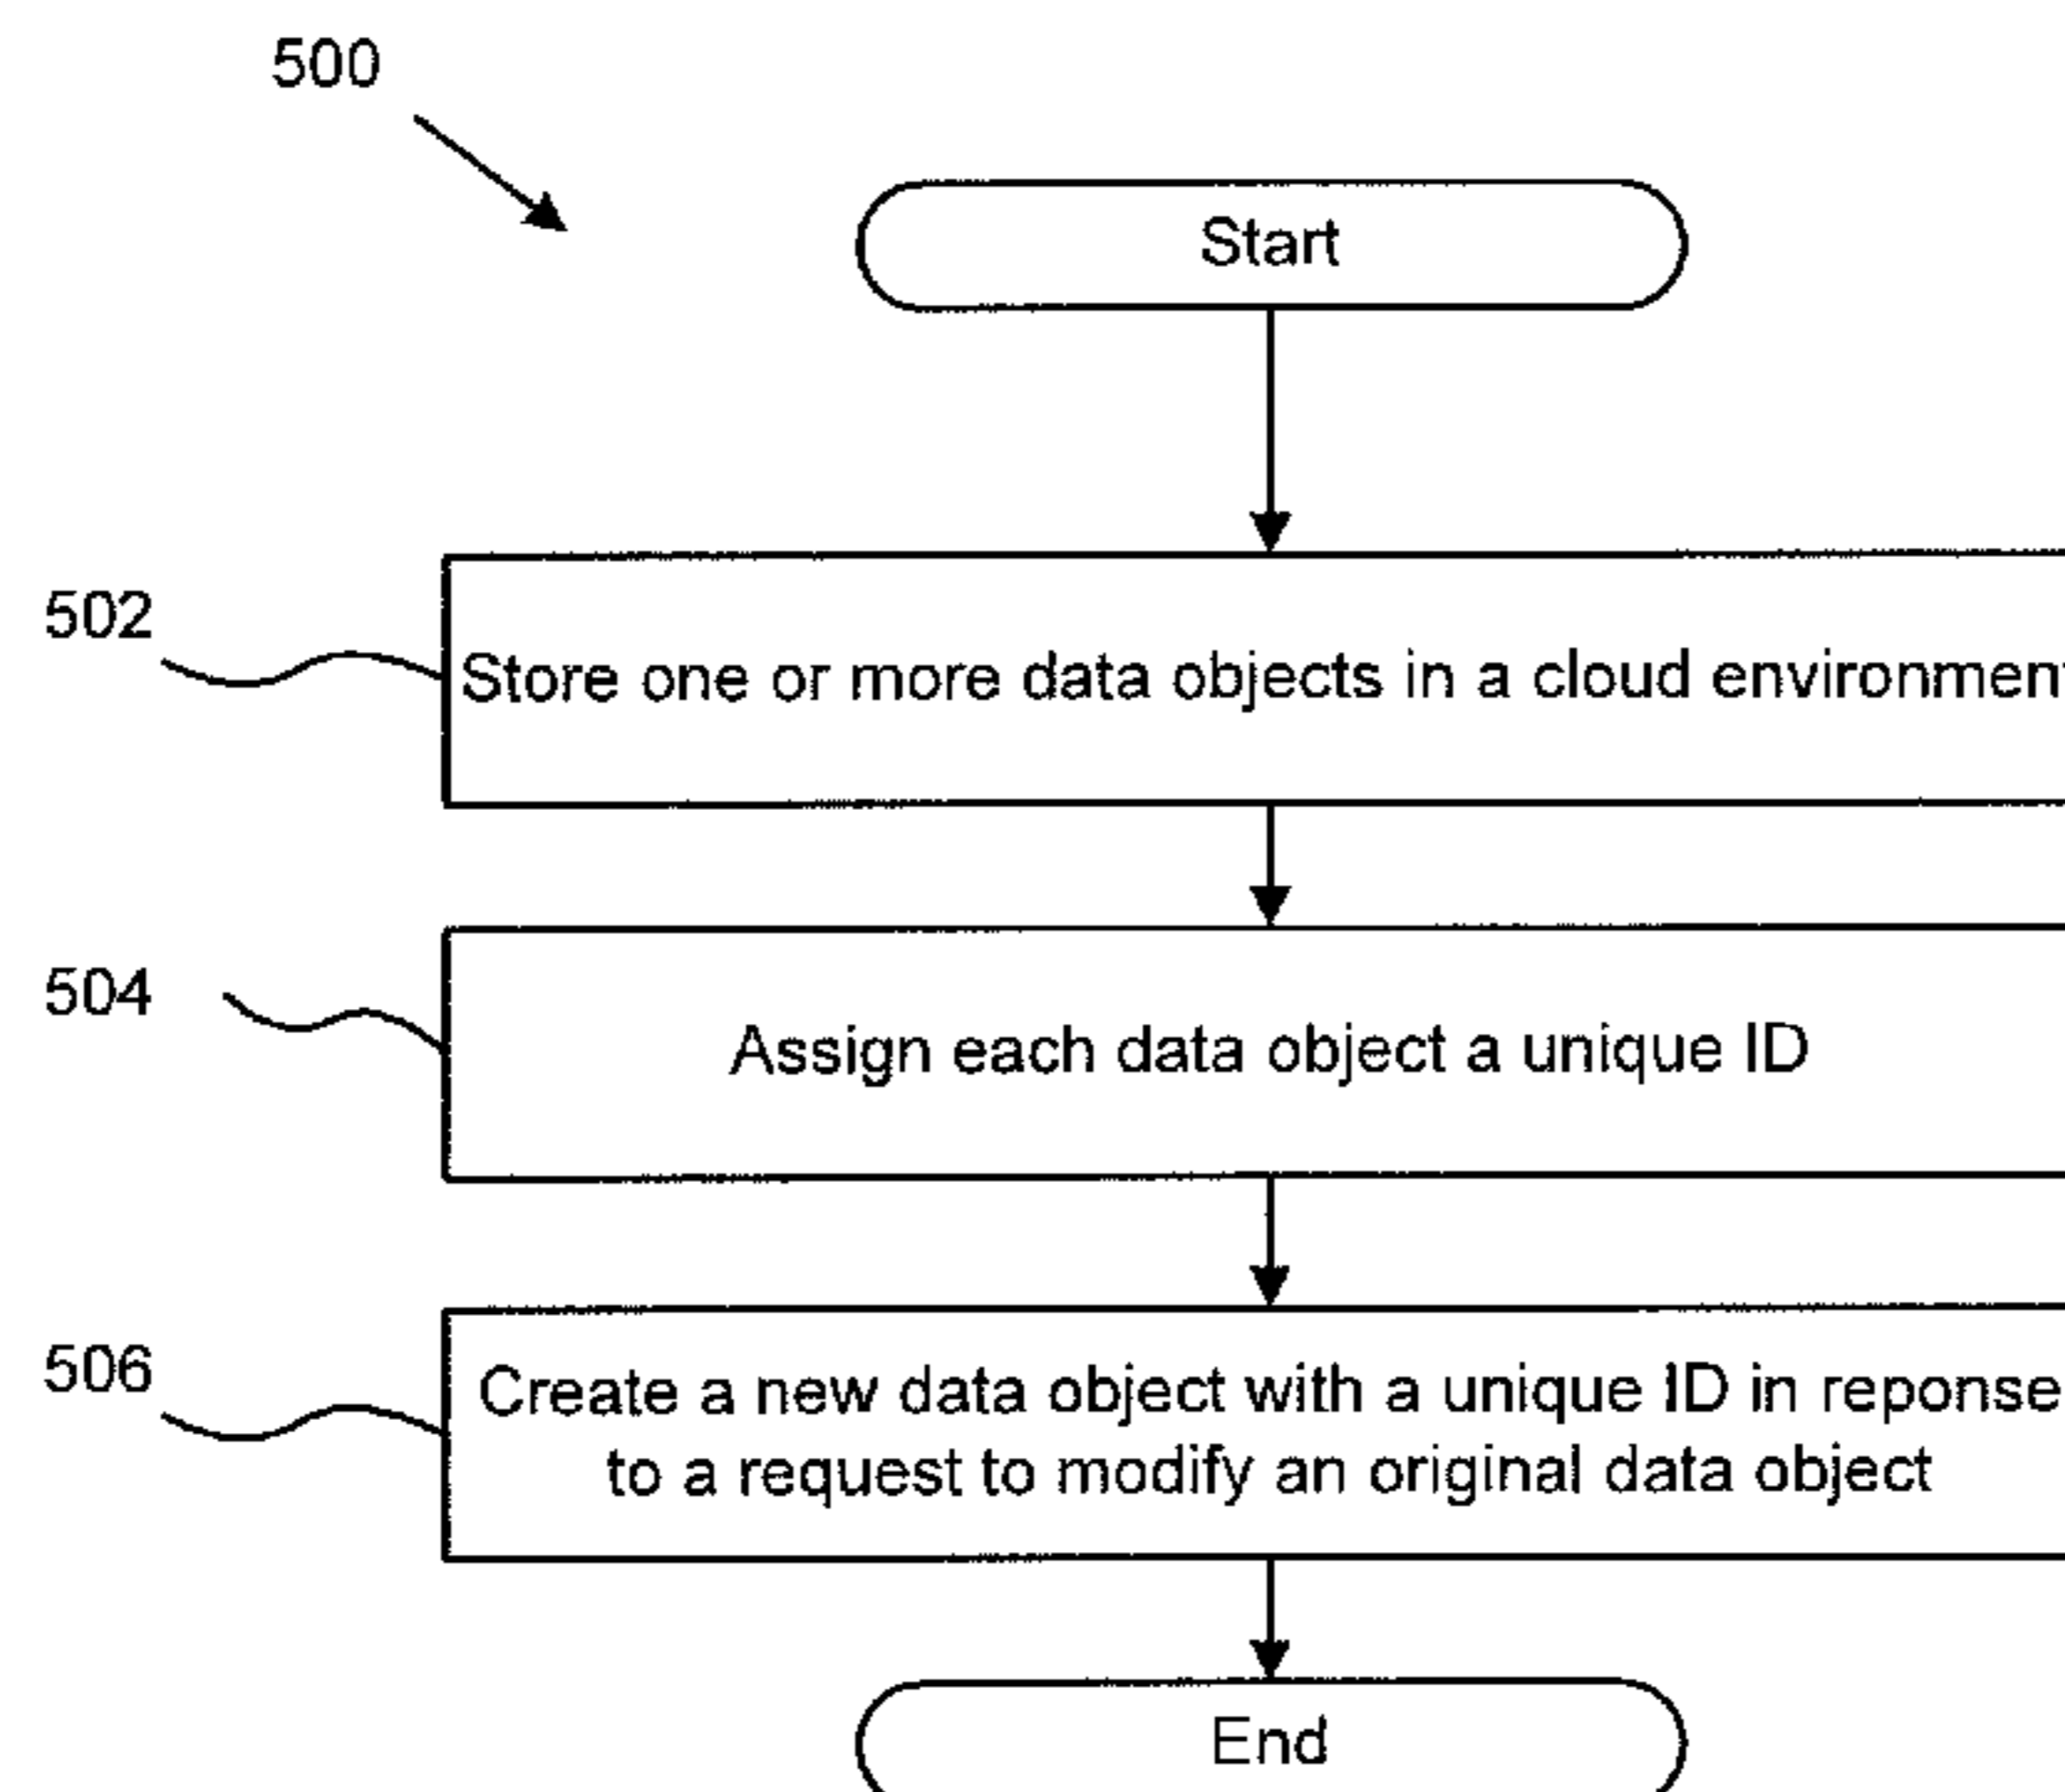 500
Start
502
Store one or more data objects in a cloud environment
504
Assign each data object a unique ID
506
Create a new data object with a unique ID in reponse
to a request to modify an original data object
End